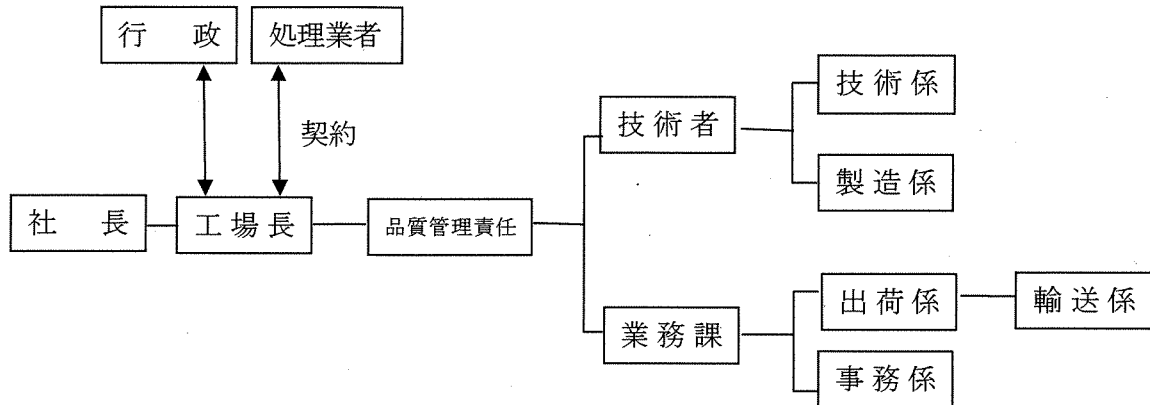 行 政
処理業者
契約
技術者
技術係
製造係
社 長
工場長
品質管理責任
業務課
出荷係
輸送係
事務係